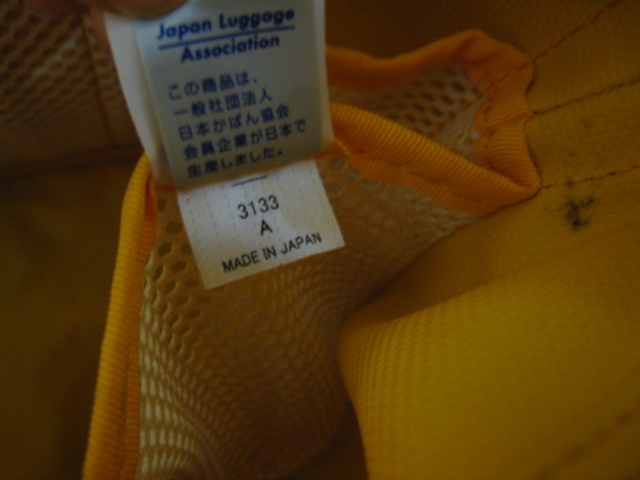 Japan Luggage
Association
この商品は、
一般社団法人
日本かばん協会
会員企業が日本で
生産しました。
3133
A
MADE IN JAPAN